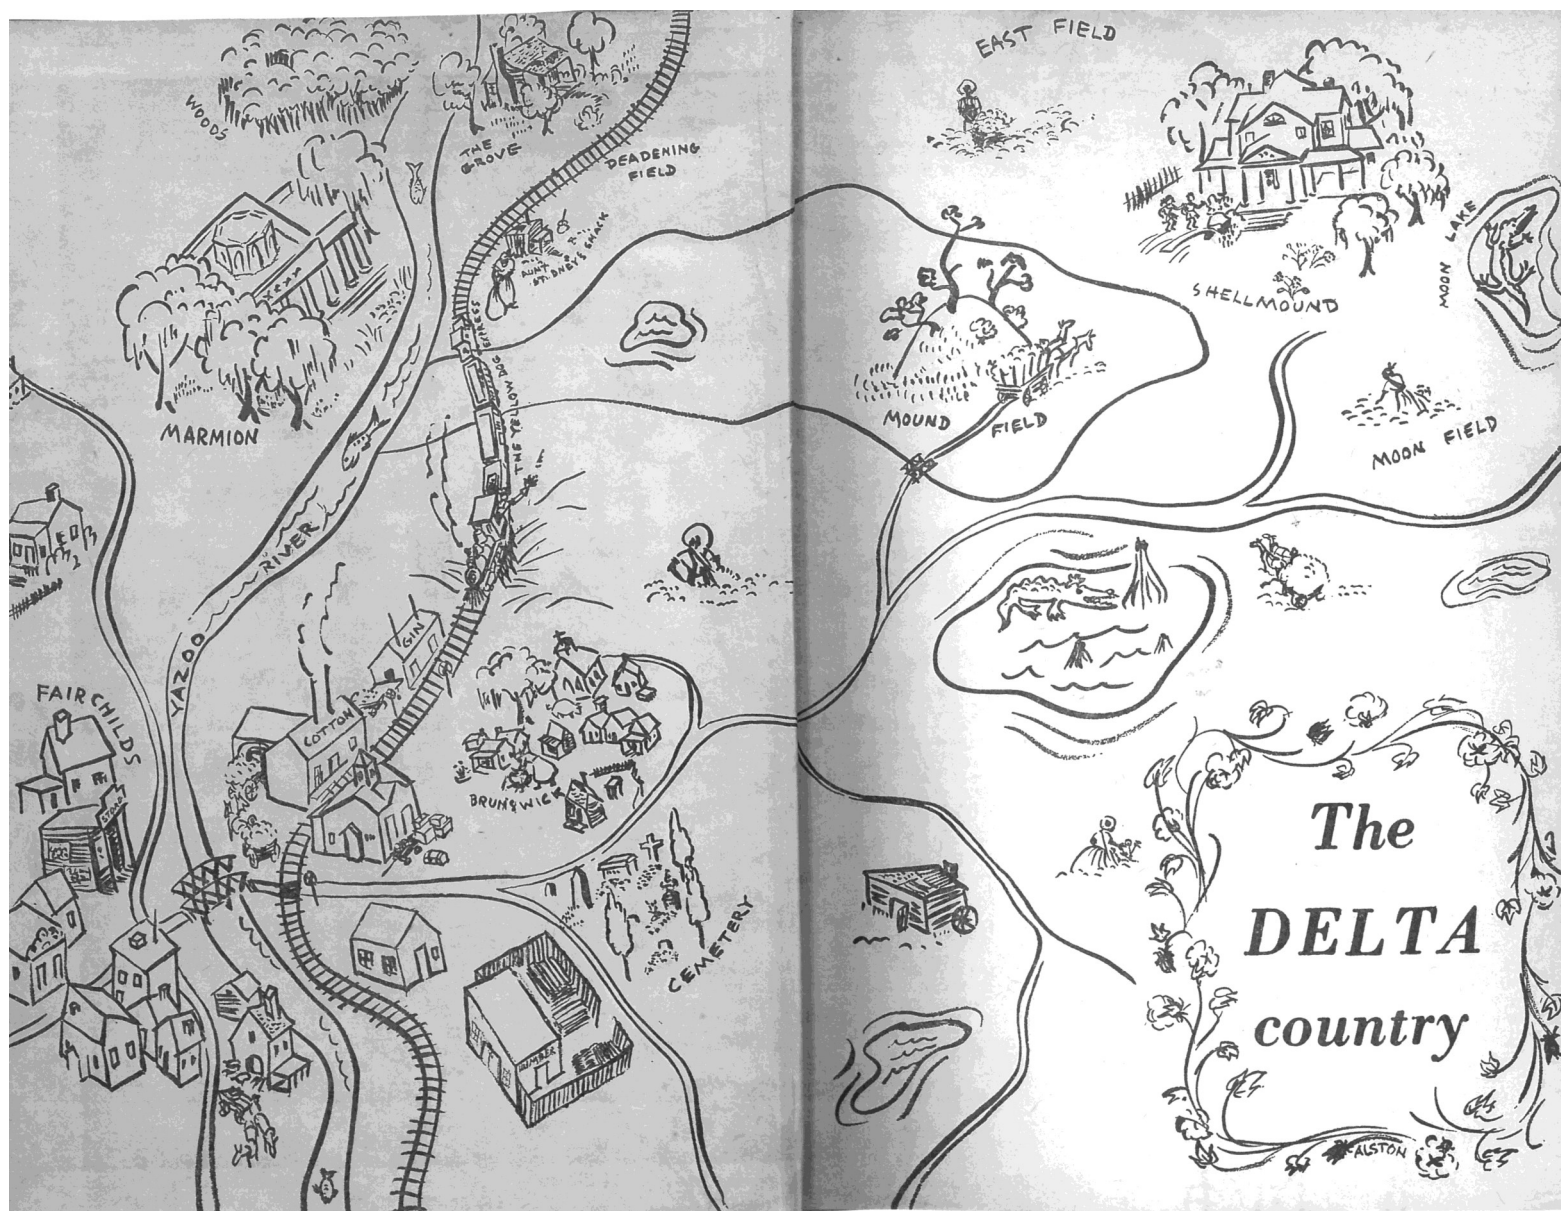 WOODS
THE
GROVE
DEADENING
FIELD
AUNT
STUDNEY'S SHACK
MARMION
THE YELLOW DOG
EXPRESS
YAZOO RIVER
FAIRCHILDS
STORE
GIN
COTTON
BRUNSWICK
CEMETERY
LUMBER
EAST FIELD
SHELLMOUND
MOON LAKE
MOUND FIELD
MOON FIELD
The
DELTA
country
ALSTON